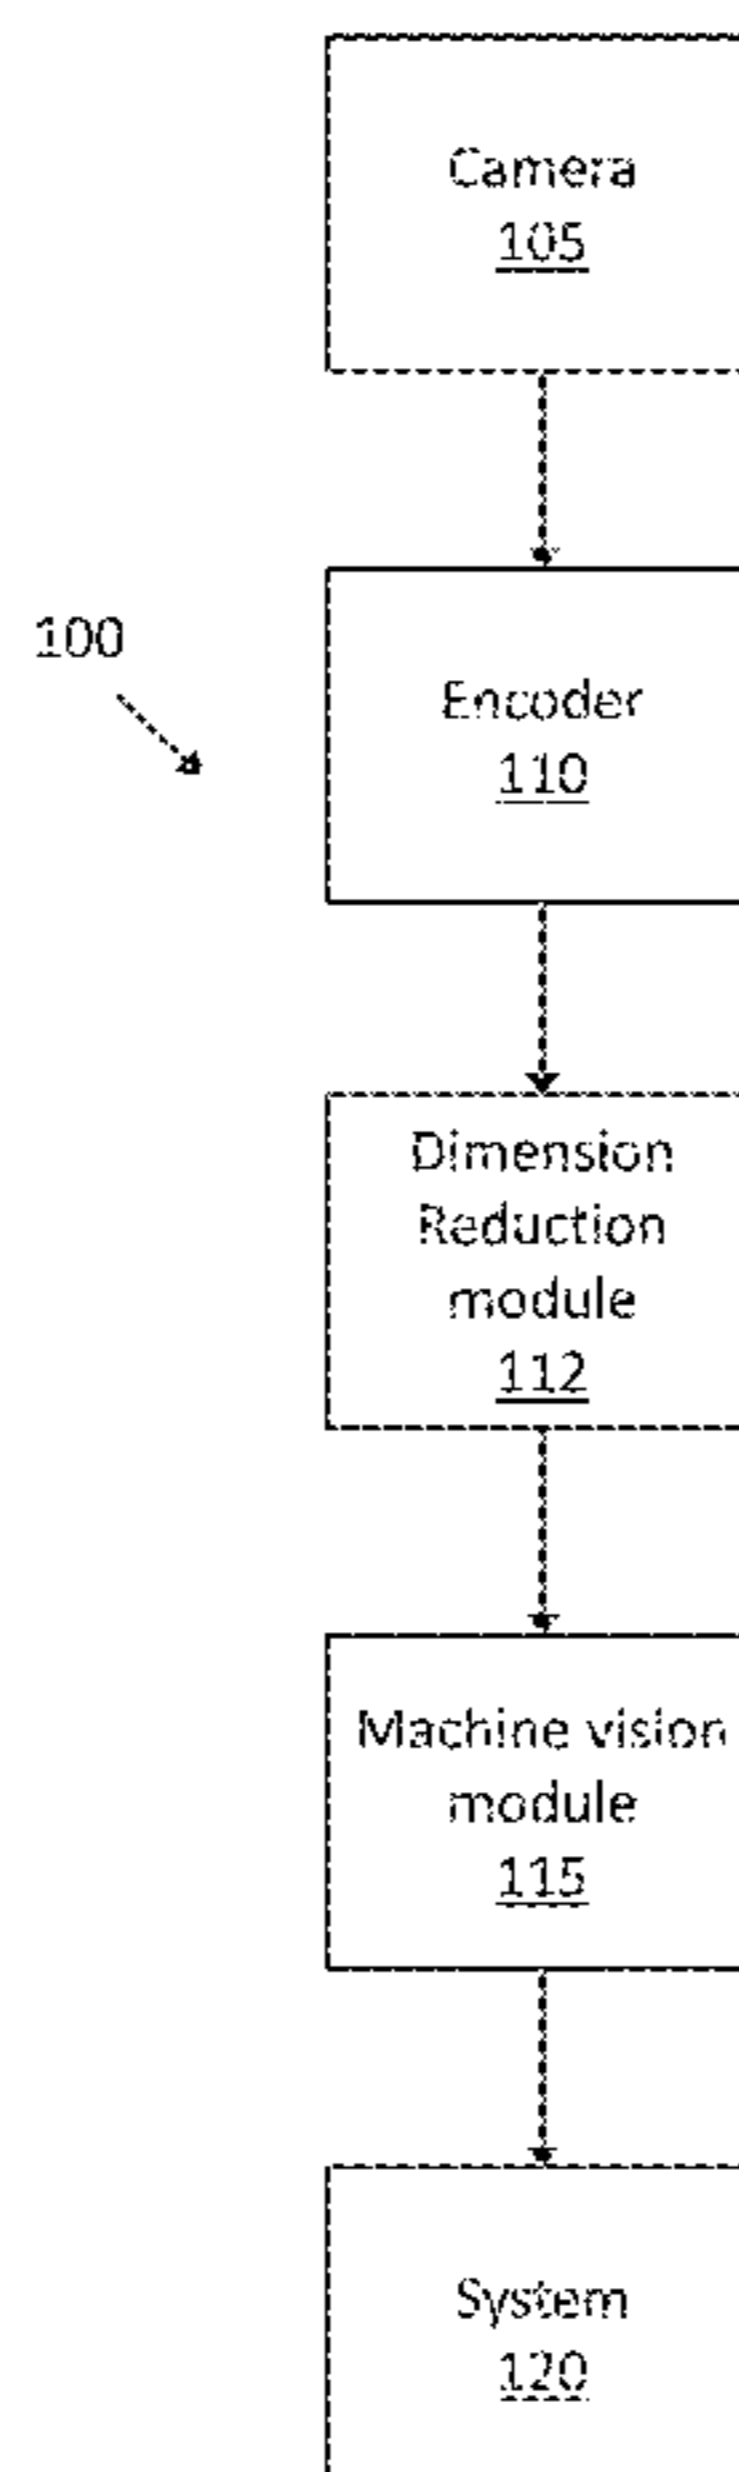 Camera
105
100
Encoder
110
Dimension
Reduction
module
112
Machine vision
module
115
System
120